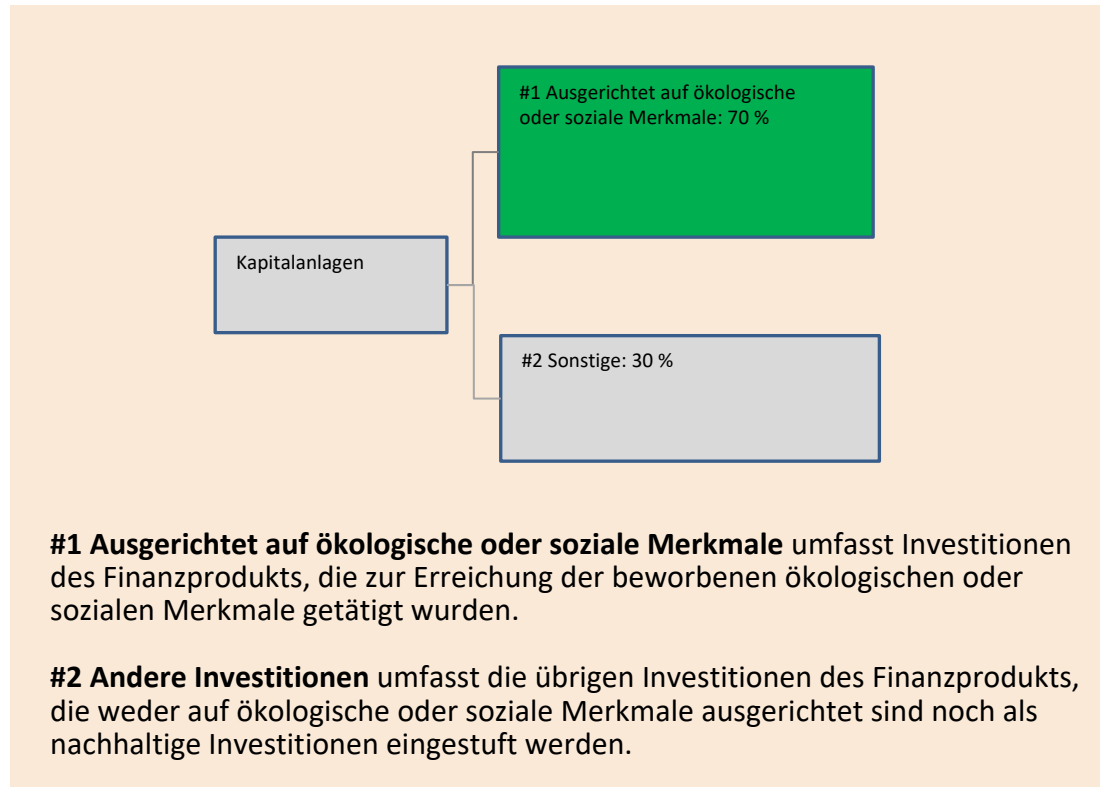 #1 Ausgerichtet auf ökologische
oder soziale Merkmale: 70 %
Kapitalanlagen
#2 Sonstige: 30 %
#1 Ausgerichtet auf ökologische oder soziale Merkmale umfasst Investitionen
des Finanzprodukts, die zur Erreichung der beworbenen ökologischen oder
sozialen Merkmale getätigt wurden.
#2 Andere Investitionen umfasst die übrigen Investitionen des Finanzprodukts,
die weder auf ökologische oder soziale Merkmale ausgerichtet sind noch als
nachhaltige Investitionen eingestuft werden.